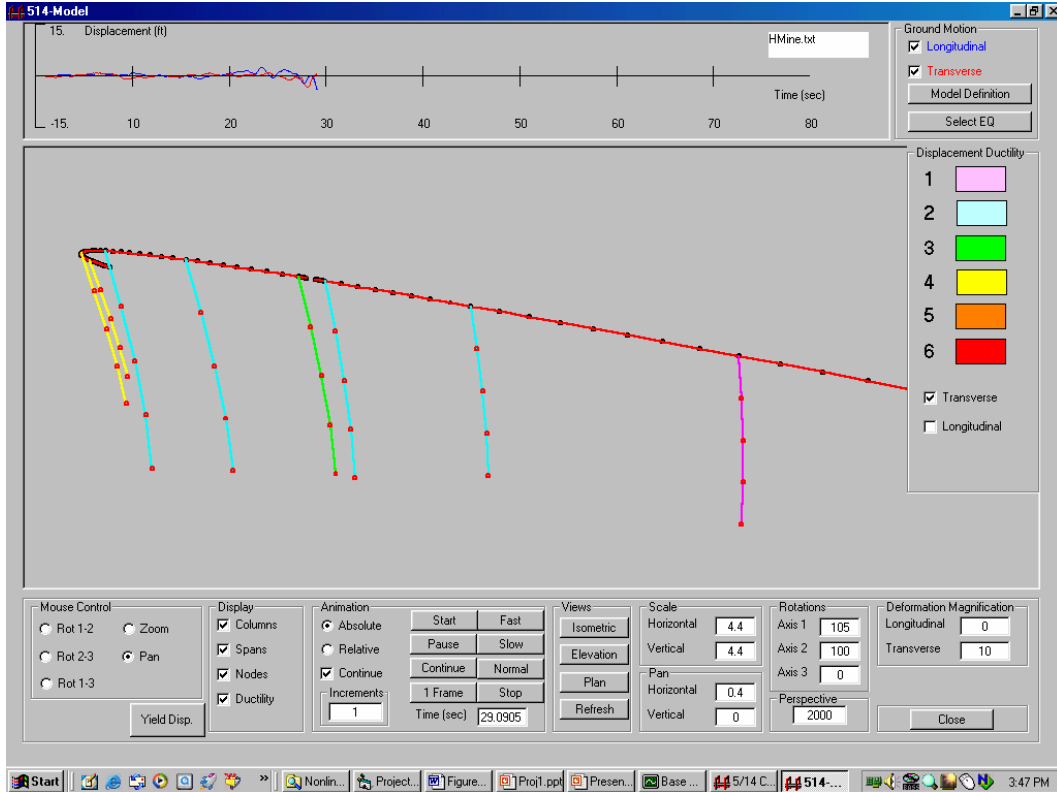 514-Model
15. Displacement (ft)
HMine.txt
Time (sec)
-15. 10 20 30 40 50 60 72 80
Ground Motion
Longitudinal
Transverse
Model Definition
Select EQ
Displacement Ductility
1
2
3
4
5
6
Transverse
Longitudinal
Mouse Control
Rot 1-2 Zoom
Rot 2-3 Pan
Rot 1-3
Yield Disp.
Display
Columns
Spans
Nodes
Ductility
Animation
Absolute
Relative
Continue
Increments
1
Start Fast
Pause Slow
Continue Normal
1 Frame Stop
Time (sec) 29.0905
Views
Isometric
Elevation
Plan
Refresh
Scale
Horizontal 4.4
Vertical 4.4
Pan
Horizontal 0.4
Vertical 0
Rotations
Axis 1 105
Axis 2 100
Axis 3 0
Perspective
2000
Deformation Magnification
Longitudinal 0
Transverse 10
Close
Start » Nonlin... Project... Figure... Proj1.ppt Presen... Base ... 5/14 C... 514-... 3:47 PM